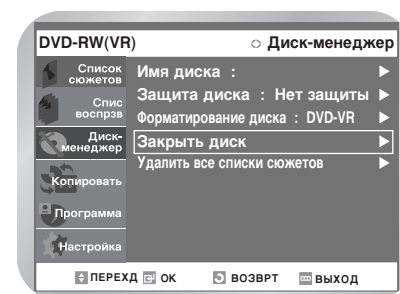 DVD-RW(VR) Диск-менеджер
Список сюжетов
Спис воспрзв
Диск-менеджер
Копировать
Программа
Настройка
Имя диска :
Защита диска : Нет защиты
Форматирование диска : DVD-VR
Закрыть диск
Удалить все списки сюжетов
ПЕРЕХД OK ВОЗВРТ ВЫХОД